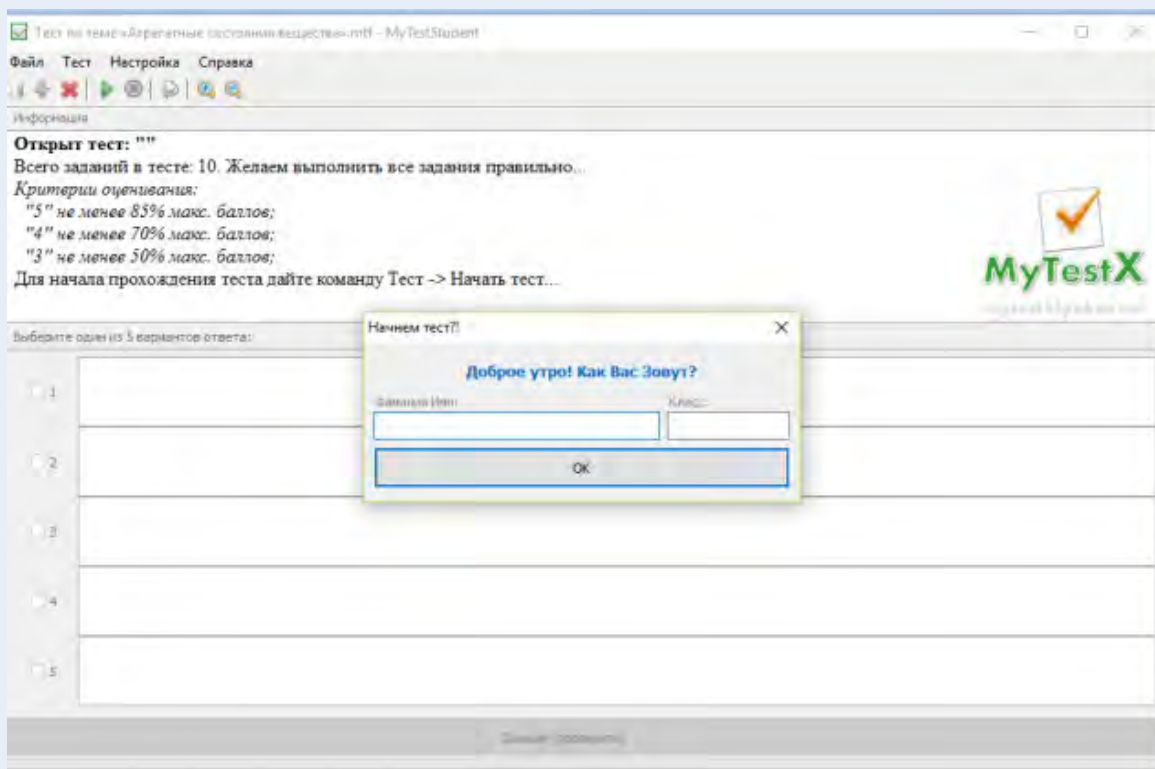 Тест по теме «Агрегатные состояния вещества».mtf - MyTestStudent
Файл Тест Настройка Справка
Информация
Открыт тест: ""
Всего заданий в тесте: 10. Желаем выполнить все задания правильно...
Критерии оценивания:
"5" не менее 85% макс. баллов;
"4" не менее 70% макс. баллов;
"3" не менее 50% макс. баллов;
Для начала прохождения теста дайте команду Тест -> Начать тест...
MyTestX
Выберите один из 5 вариантов ответа:
Начнем тест?!
Доброе утро! Как Вас Зовут?
Фамилия Имя:
Класс:
OK
1
2
3
4
5